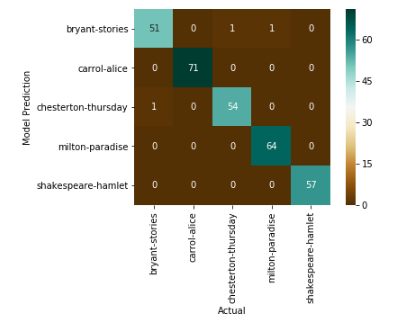 bryant-stories 51 0 1 1 0
carrol-alice 0 71 0 0 0
chesterton-thursday 1 0 54 0 0
milton-paradise 0 0 0 64 0
shakespeare-hamlet 0 0 0 0 57
Model Prediction
bryant-stories
carrol-alice
chesterton-thursday
milton-paradise
shakespeare-hamlet
Actual
60
45
30
15
0